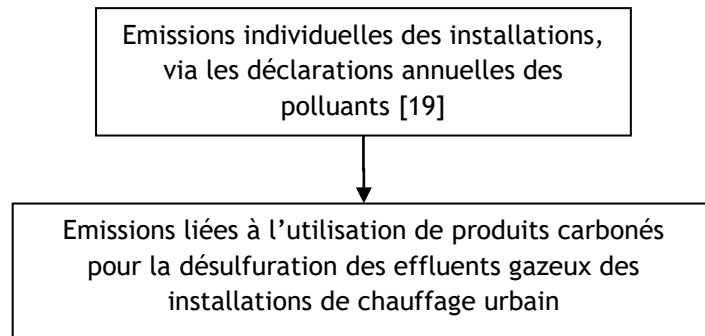 Emissions individuelles des installations,
via les déclarations annuelles des
polluants [19]
Emissions liées à l’utilisation de produits carbonés
pour la désulfuration des effluents gazeux des
installations de chauffage urbain